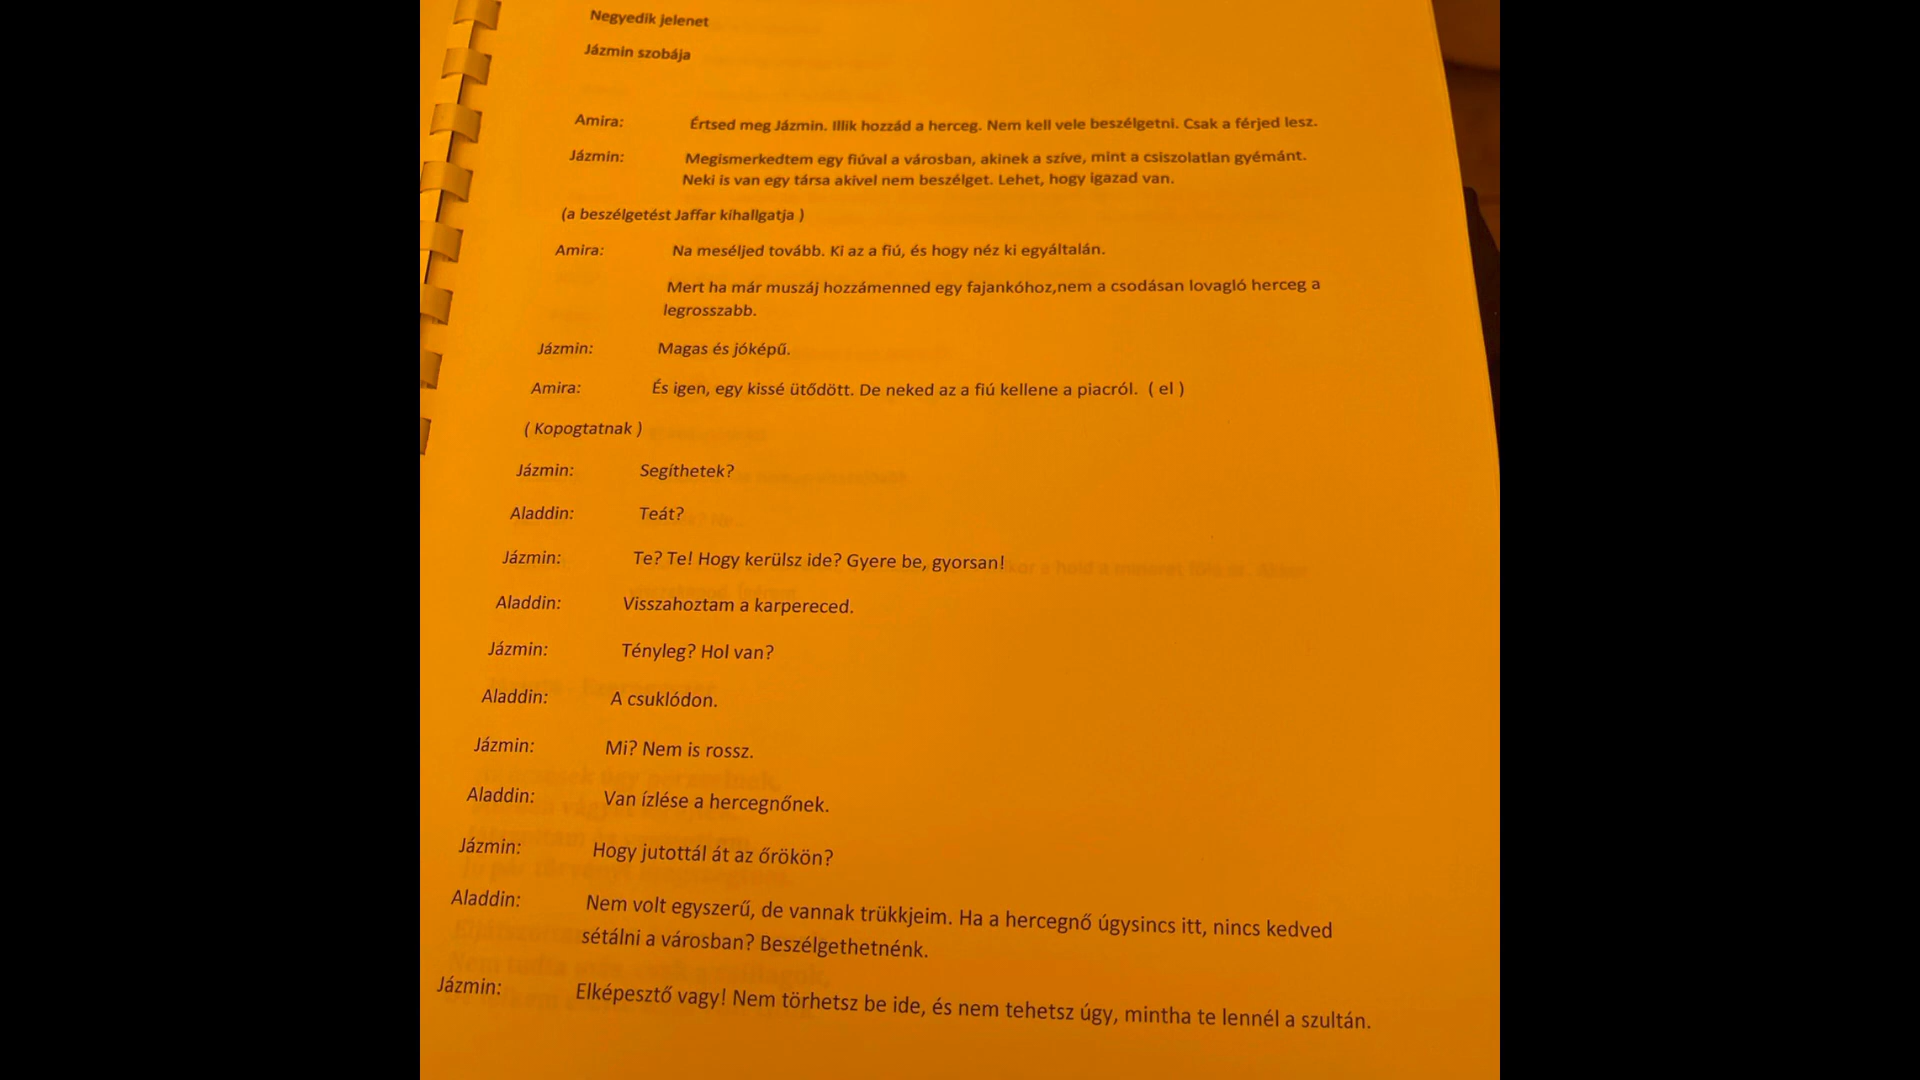 Negyedik jelenet
Jázmin szobája
Amira: Értsed meg Jázmin. Illik hozzád a herceg. Nem kell vele beszélgetni. Csak a férjed lesz.
Jázmin: Megismerkedtem egy fiúval a városban, akinek a szíve, mint a csiszolatlan gyémánt.
Neki is van egy társa akivel nem beszélget. Lehet, hogy igazad van.
(a beszélgetést Jaffar kihallgatja )
Amira: Na meséljed tovább. Ki az a fiú, és hogy néz ki egyáltalán.
Mert ha már muszáj hozzámenned egy fajankóhoz,nem a csodásan lovagló herceg a
legrosszabb.
Jázmin: Magas és jóképű.
Amira: És igen, egy kissé ütődött. De neked az a fiú kellene a piacról. ( el )
( Kopogtatnak )
Jázmin: Segíthetek?
Aladdin: Teát?
Jázmin: Te? Te! Hogy kerülsz ide? Gyere be, gyorsan!
Aladdin: Visszahoztam a karpereced.
Jázmin: Tényleg? Hol van?
Aladdin: A csuklódon.
Jázmin: Mi? Nem is rossz.
Aladdin: Van ízlése a hercegnőnek.
Jázmin: Hogy jutottál át az őrökön?
Aladdin: Nem volt egyszerű, de vannak trükkjeim. Ha a hercegnő úgysincs itt, nincs kedved
sétálni a városban? Beszélgethetnénk.
Jázmin: Elképesztő vagy! Nem törhetsz be ide, és nem tehetsz úgy, mintha te lennél a szultán.